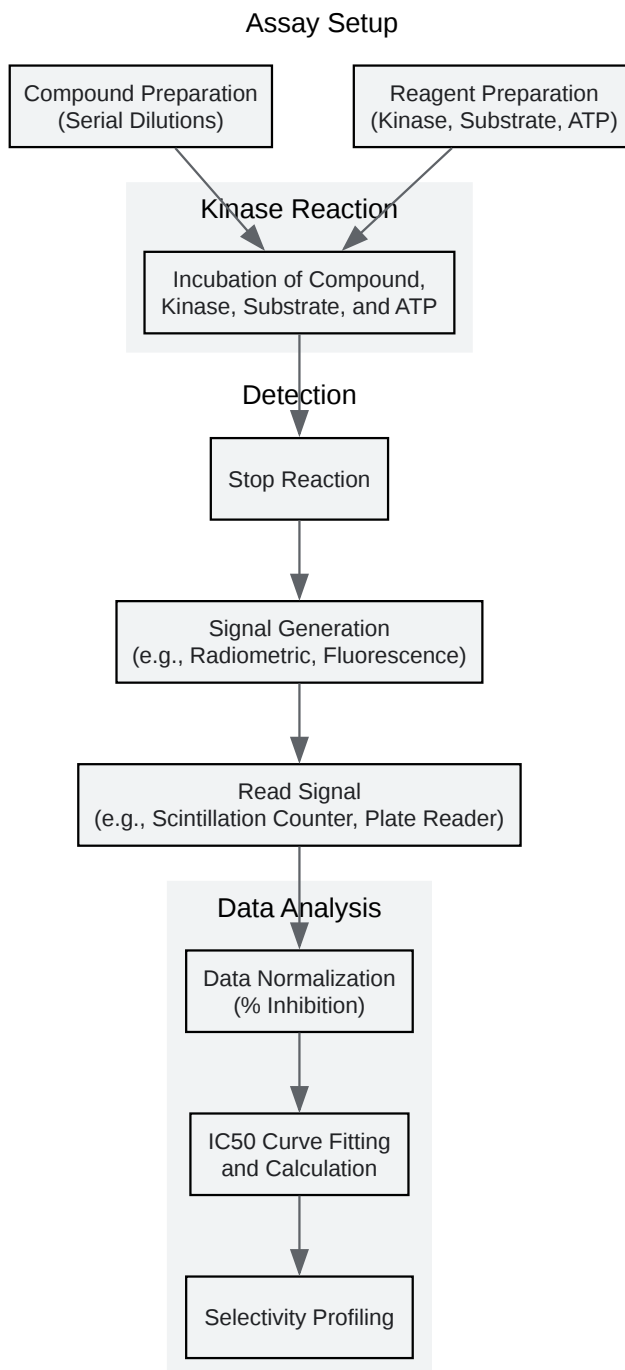 Assay Setup
Compound Preparation
(Serial Dilutions)
Reagent Preparation
(Kinase, Substrate, ATP)
Kinase Reaction
Incubation of Compound,
Kinase, Substrate, and ATP
Detection
Stop Reaction
Signal Generation
(e.g., Radiometric, Fluorescence)
Read Signal
(e.g., Scintillation Counter, Plate Reader)
Data Analysis
Data Normalization
(% Inhibition)
IC50 Curve Fitting
and Calculation
Selectivity Profiling